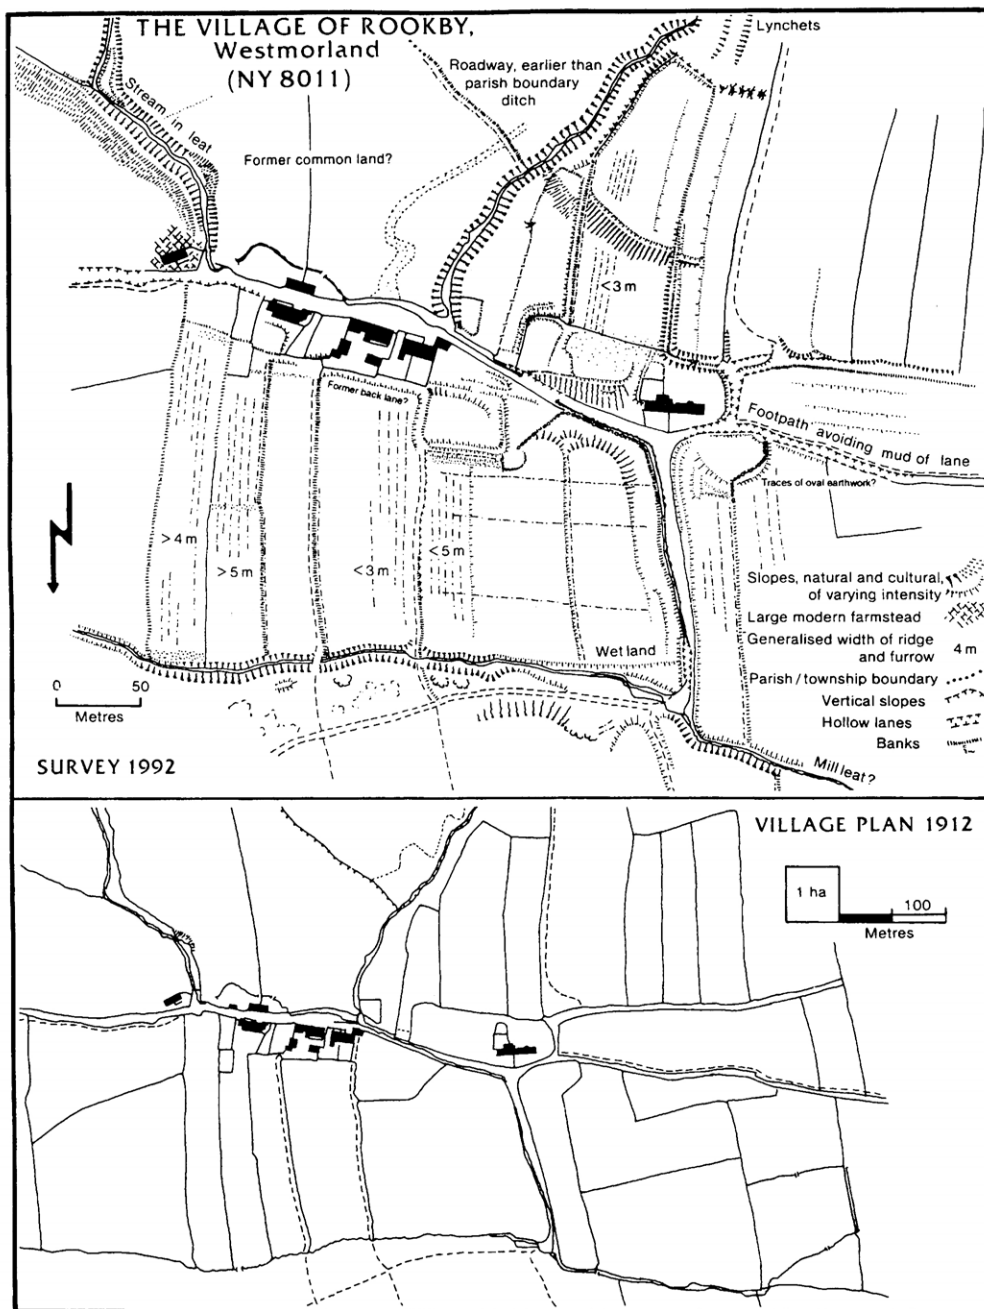 THE VILLAGE OF ROOKBY,
Westmorland
(NY 8011)
Lynchets
Roadway, earlier than
parish boundary
ditch
Stream in leat
Former common land?
<3 m
Former back lane?
Footpath avoiding mud of lane
Traces of oval earthwork?
>4 m
>5 m
<3 m
<5 m
Slopes, natural and cultural,
of varying intensity
Large modern farmstead
Generalised width of ridge
and furrow
4 m
Parish / township boundary
Vertical slopes
Hollow lanes
Banks
Wet land
0 50
Metres
SURVEY 1992
Mill leat?
VILLAGE PLAN 1912
1 ha
100
Metres